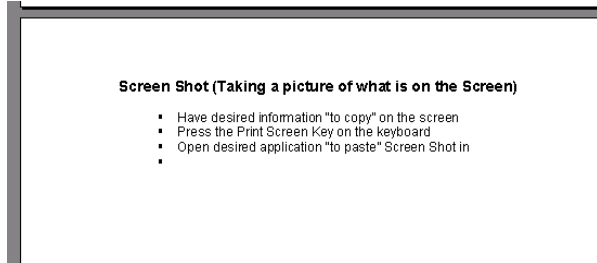 Screen Shot (Taking a picture of what is on the Screen)
▪ Have desired information "to copy" on the screen
▪ Press the Print Screen Key on the keyboard
▪ Open desired application "to paste" Screen Shot in
▪